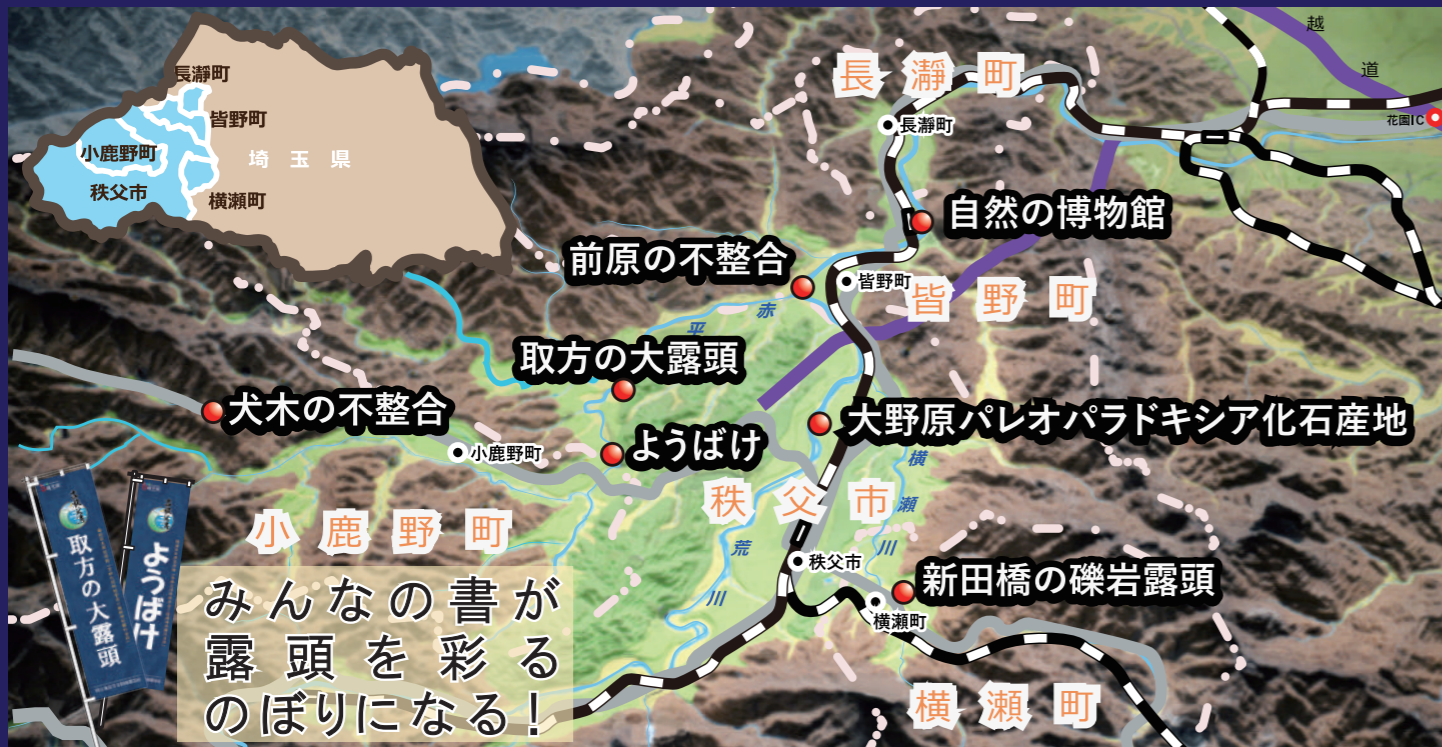 長瀞町
皆野町
小鹿野町
埼玉県
秩父市
横瀬町
越
道
花園IC
長瀞町
長瀞町
自然の博物館
前原の不整合
皆野町
皆野町
赤
平
取方の大露頭
犬木の不整合
大野原パレオパラドキシア化石産地
ようばけ
小鹿野町
横
瀬
川
秩父市
小鹿野町
荒
川
秩父市
新田橋の礫岩露頭
横瀬町
横瀬町
取方の大露頭
ようばけ
みんなの書が
露頭を彩る
のぼりになる!